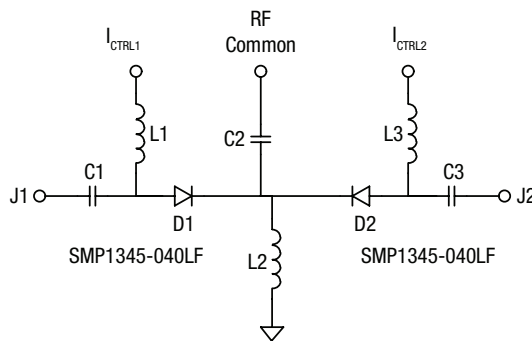 I_CTRL1
RF
Common
I_CTRL2
L1
C2
L3
C1
C3
J1
J2
D1
D2
SMP1345-040LF
L2
SMP1345-040LF